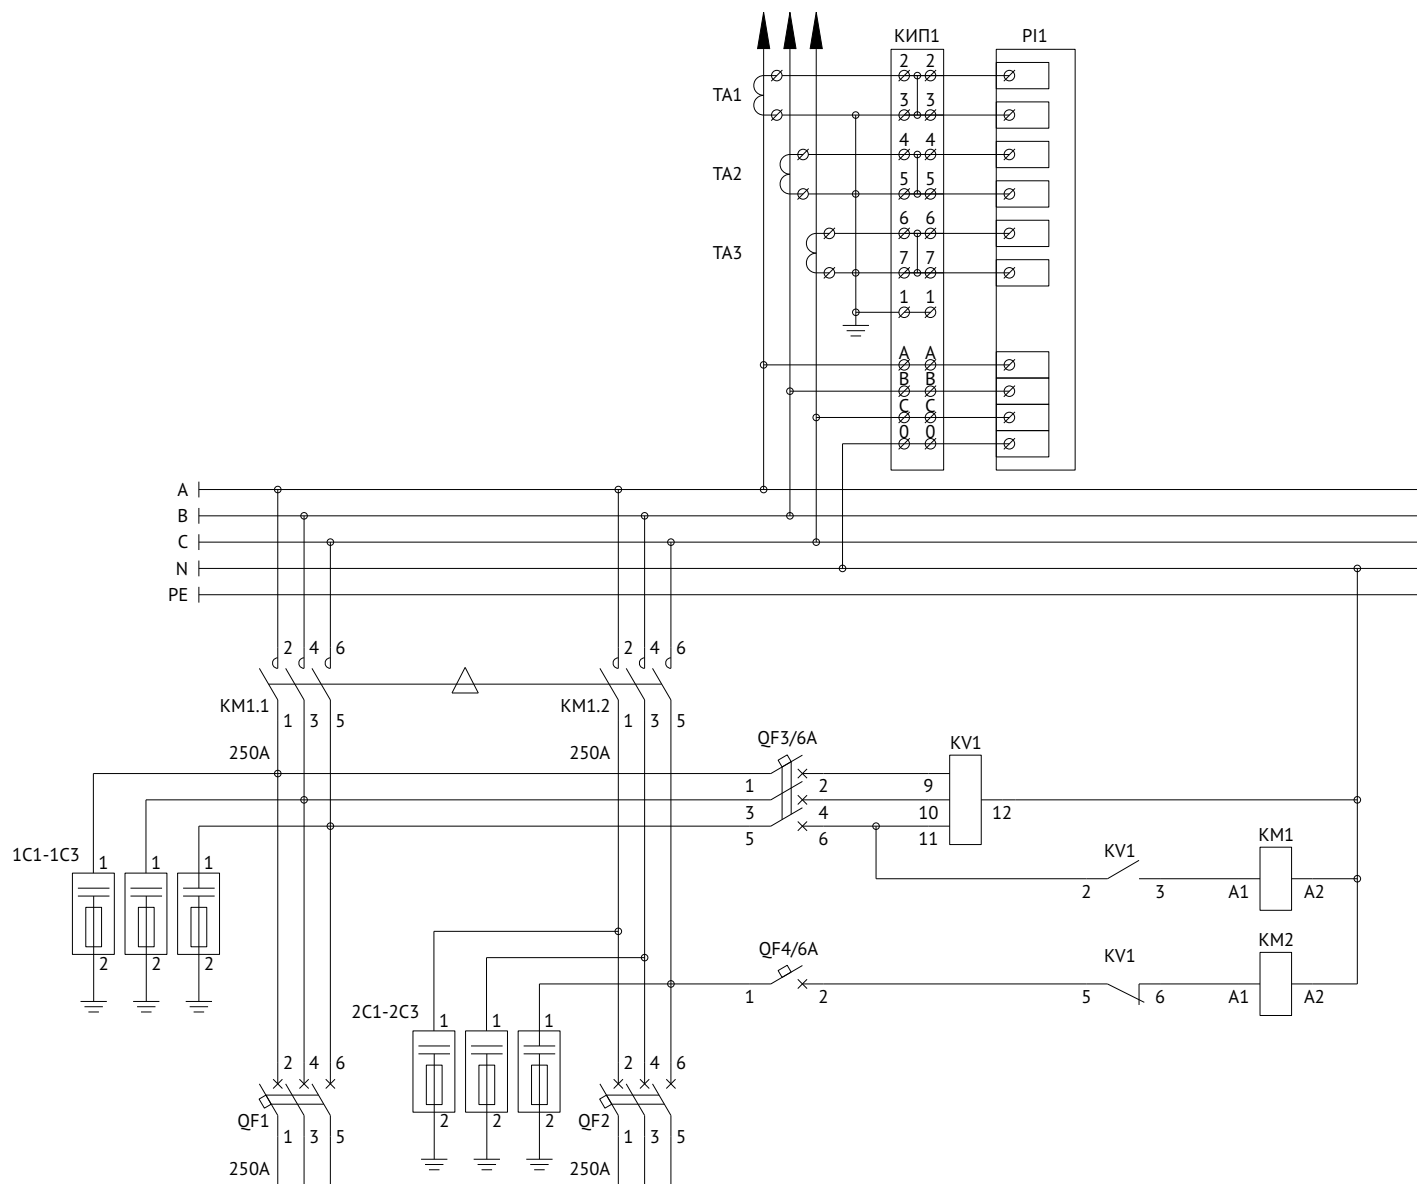 КИП1 PI1
2 2
TA1
3 3
4 4
TA2
5 5
6 6
TA3
7 7
1 1
A A
B B
C C
0 0
A
B
C
N
PE
2 4 6 2 4 6
KM1.1 KM1.2
1 3 5 1 3 5
QF3/6A KV1
250A 250A
1 2 9
3 4 10 12
5 6 11
KM1
1C1-1C3 1 1 1 KV1
2 3 A1 A2
KM2
QF4/6A KV1
2 2 2
1 2 5 6 A1 A2
2C1-2C3 1 1 1
2 4 6 2 4 6
QF1 2 2 2 QF2
1 3 5 1 3 5
250A 250A